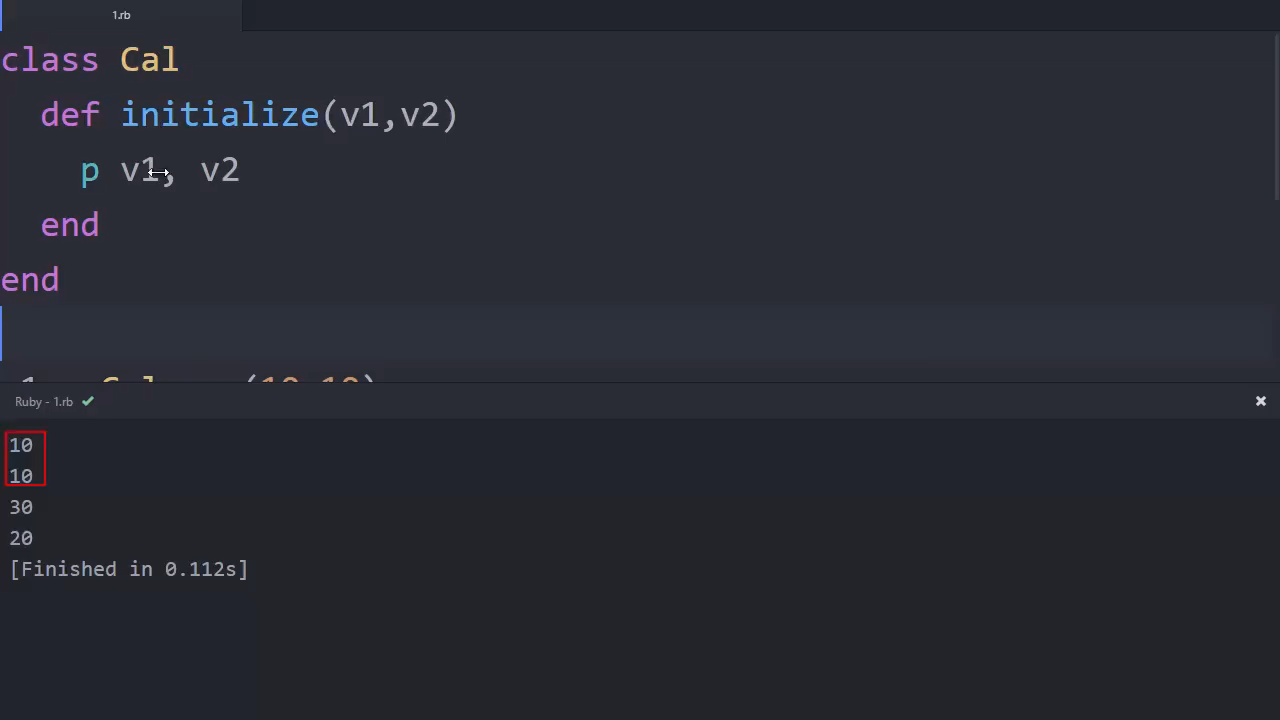 1.rb
class Cal
  def initialize(v1,v2)
    p v1, v2
  end
end
Ruby - 1.rb
10
10
30
20
[Finished in 0.112s]